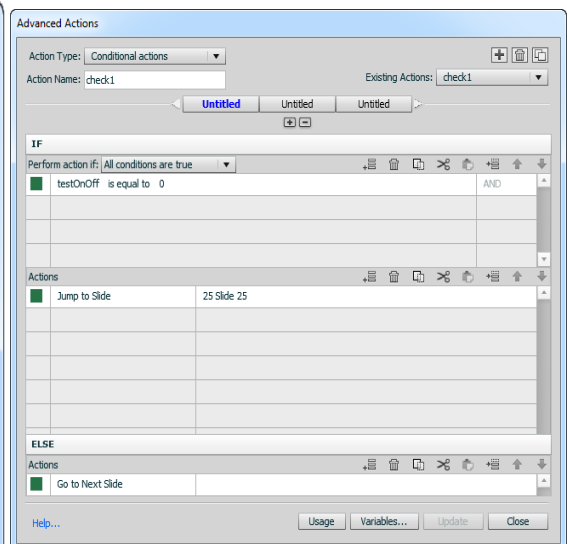 Advanced Actions
Action Type: Conditional actions
Action Name: check1
Existing Actions: check1
Untitled Untitled Untitled
IF
Perform action if: All conditions are true
testOnOff is equal to 0 AND
Actions
Jump to Slide 25 Slide 25
ELSE
Actions
Go to Next Slide
Help... Usage Variables... Update Close